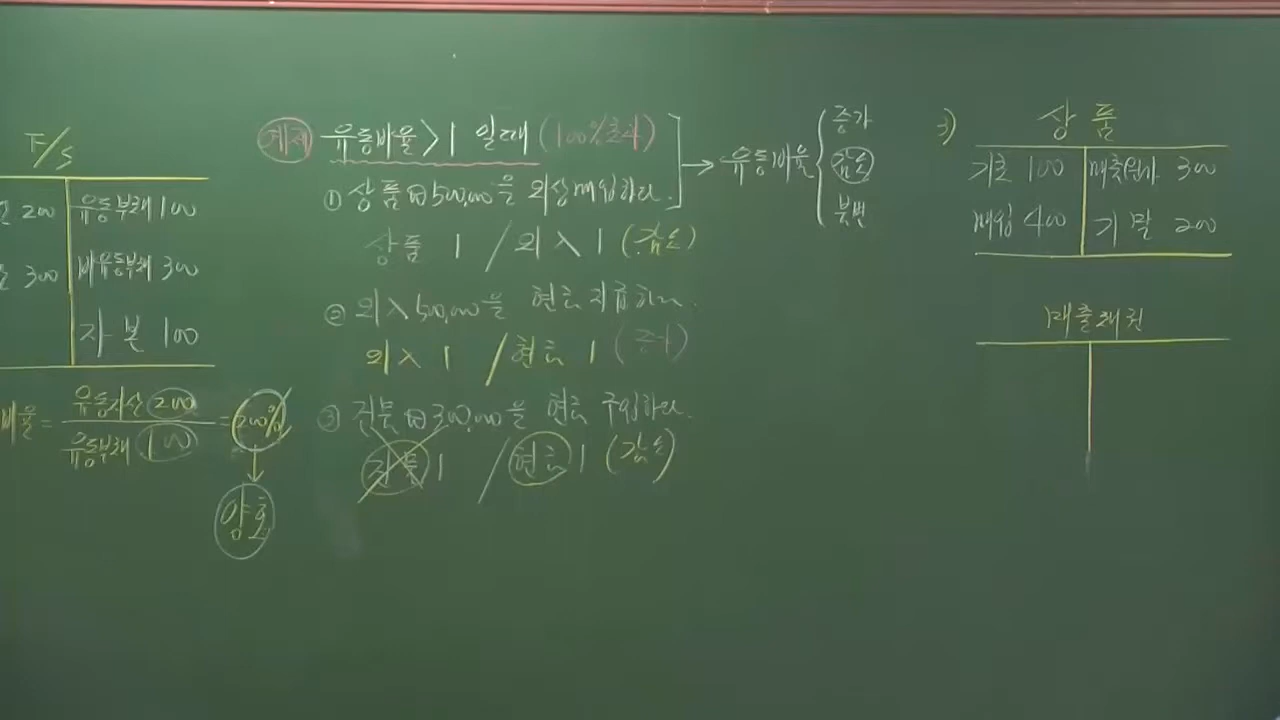 F/S
200 유동부채 100
300 비유동부채 300
자본 100
비율 = 유동자산 200 / 유동부채 100 = 200%
양호
예제 유동비율 > 1 일때 (100%초과)
① 상품 ₩500,000을 외상매입하다.
상품 1 / 외入 1 (감소)
② 외入 500,000을 현금지급하다.
외入 1 / 현금 1 (증가)
③ 건물 ₩300,000을 현금 구입하다.
건물 1 / 현금 1 (감소)
→ 유동비율
증가
감소
불변
3) 상품
기초 100 매출원가 300
매입 400 기말 200
매출채권